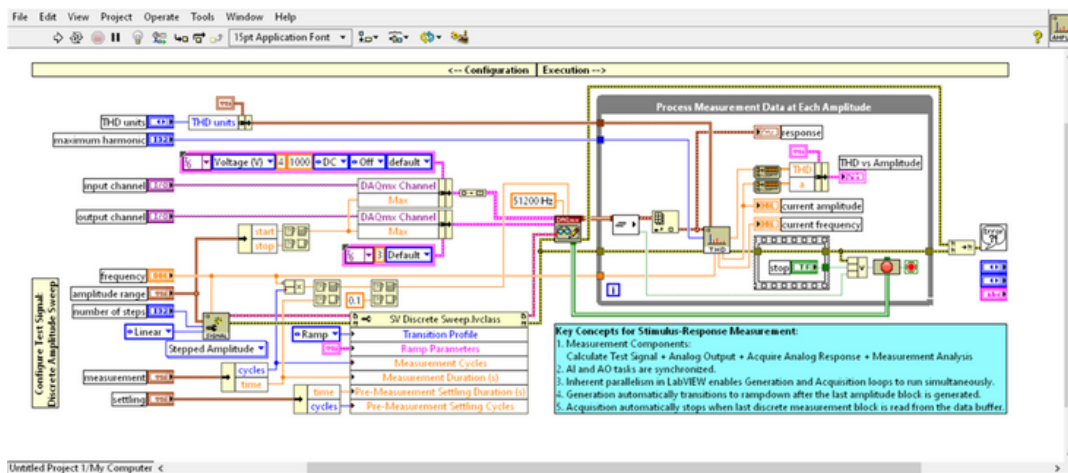 File Edit View Project Operate Tools Window Help
15pt Application Font
<-- Configuration Execution -->
Process Measurement Data at Each Amplitude
THD units
THD units
maximum harmonic
response
Voltage (V) 4 1000 DC Off default
THD vs Amplitude
THD
a
input channel
DAQmx Channel
Max
51200 Hz
output channel
DAQmx Channel
Max
current amplitude
current frequency
start
stop
3 Default
THD
stop
Error
frequency
amplitude range
number of steps
0.1
i
SIGNAL
SV Discrete Sweep.lvclass
Linear
Ramp
Transition Profile
Stepped Amplitude
Ramp Parameters
cycles
time
Measurement Cycles
measurement
Measurement Duration (s)
settling
time
cycles
Pre-Measurement Settling Duration (s)
Pre-Measurement Settling Cycles
Configure Test Signal:
Discrete Amplitude Sweep
Key Concepts for Stimulus-Response Measurement:
1. Measurement Components:
Calculate Test Signal + Analog Output + Acquire Analog Response + Measurement Analysis
2. AI and AO tasks are synchronized.
3. Inherent parallelism in LabVIEW enables Generation and Acquisition loops to run simultaneously.
4. Generation automatically transitions to rampdown after the last amplitude block is generated.
5. Acquisition automatically stops when last discrete measurement block is read from the data buffer.
Untitled Project 1/My Computer <